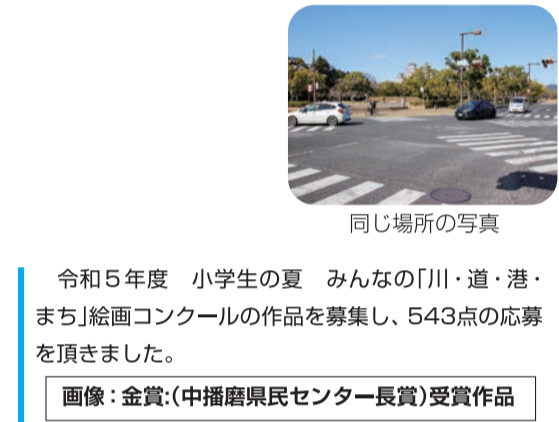 同じ場所の写真
令和５年度　小学生の夏　みんなの「川・道・港・
まち」絵画コンクールの作品を募集し、543点の応募
を頂きました。
画像：金賞:（中播磨県民センター長賞）受賞作品